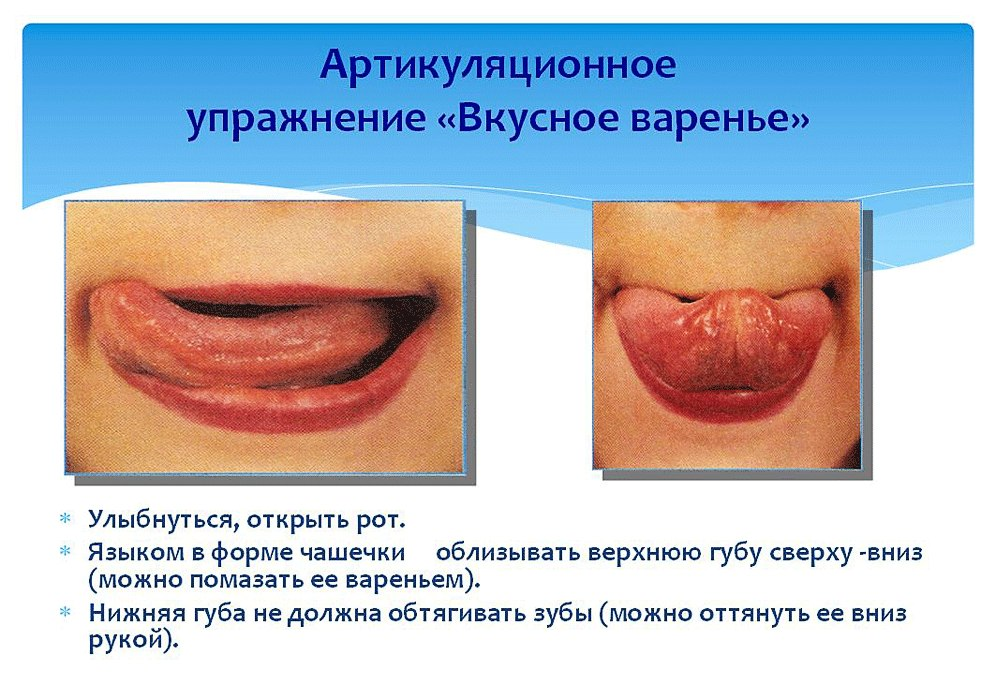 Артикуляционное
упражнение «Вкусное варенье»
* Улыбнуться, открыть рот.
* Языком в форме чашечки облизывать верхнюю губу сверху -вниз
(можно помазать ее вареньем).
* Нижняя губа не должна обтягивать зубы (можно оттянуть ее вниз
рукой).